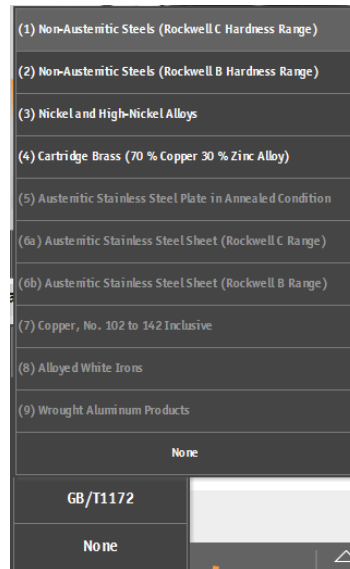 (1) Non-Austenitic Steels (Rockwell C Hardness Range)
(2) Non-Austenitic Steels (Rockwell B Hardness Range)
(3) Nickel and High-Nickel Alloys
(4) Cartridge Brass (70 % Copper 30 % Zinc Alloy)
(5) Austenitic Stainless Steel Plate in Annealed Condition
(6a) Austenitic Stainless Steel Sheet (Rockwell C Range)
(6b) Austenitic Stainless Steel Sheet (Rockwell B Range)
(7) Copper, No. 102 to 142 Inclusive
(8) Alloyed White Irons
(9) Wrought Aluminum Products
None
GB/T1172
None